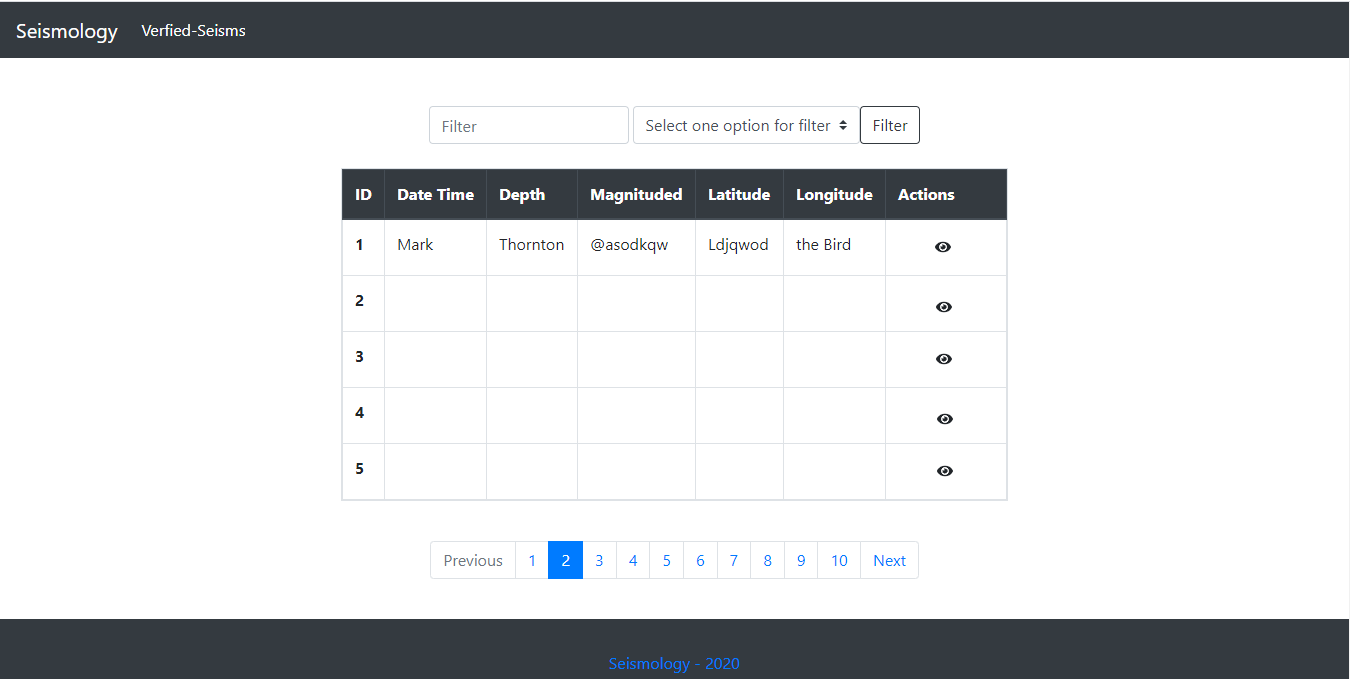 Seismology Verfied-Seisms
Filter Select one option for filter Filter
ID Date Time Depth Magnituded Latitude Longitude Actions
1 Mark Thornton @asodkqw Ldjqwod the Bird
2
3
4
5
Previous 1 2 3 4 5 6 7 8 9 10 Next
Seismology - 2020